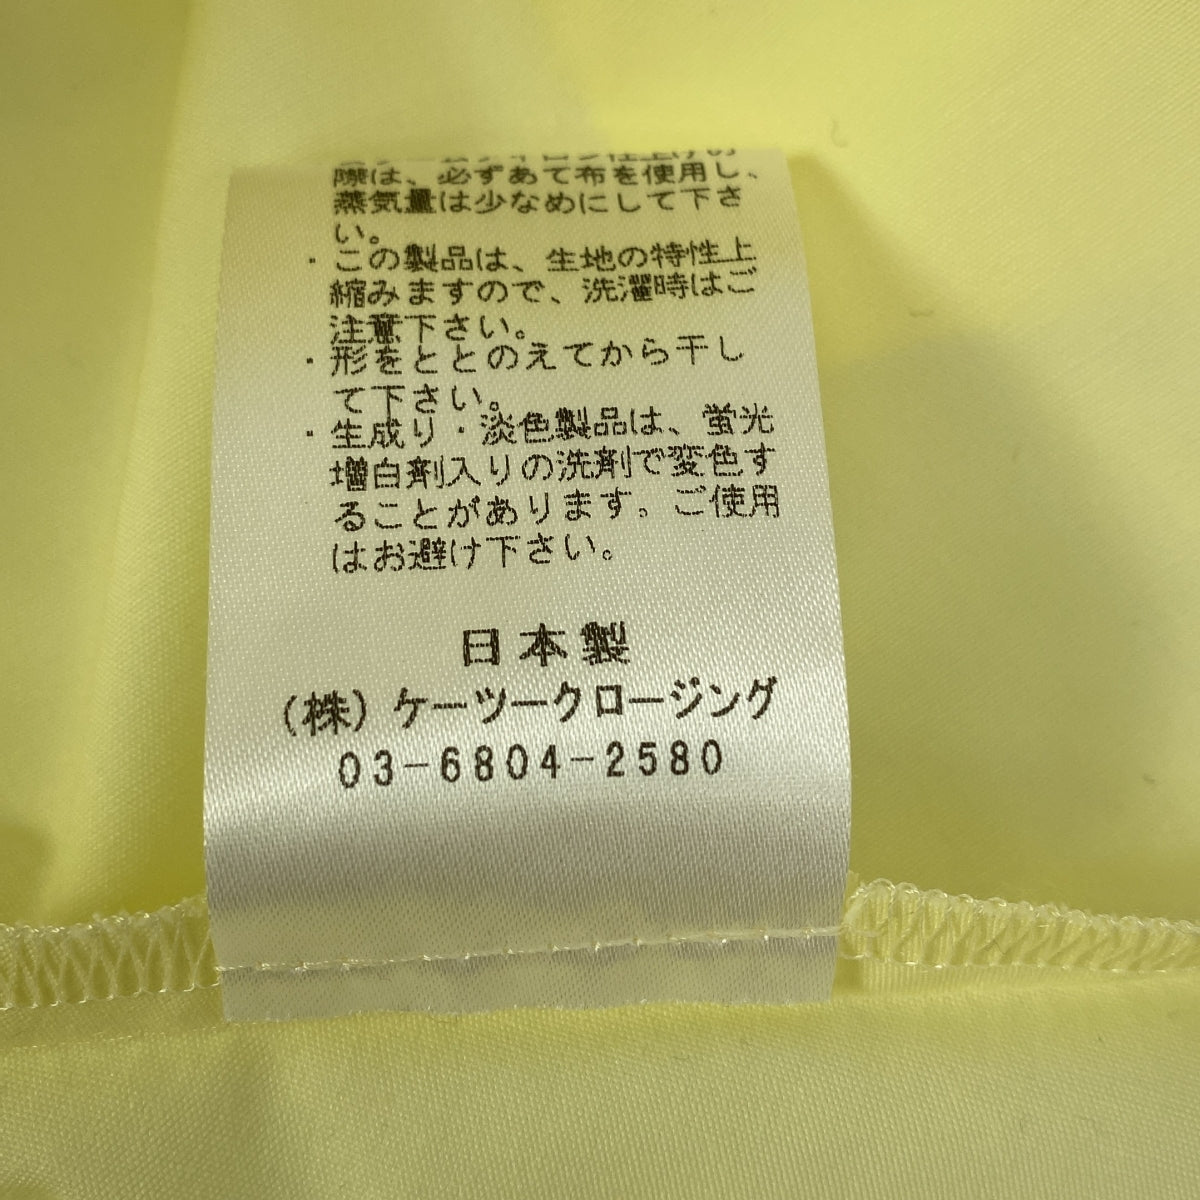 際は、必ずあて布を使用し、
蒸気量は少なめにして下さ
い。
・この製品は、生地の特性上
縮みますので、洗濯時はご
注意下さい。
・形をととのえてから干し
て下さい。
・生成り・淡色製品は、蛍光
増白剤入りの洗剤で変色す
ることがあります。ご使用
はお避け下さい。
日本製
(株)ケーツークロージング
03-6804-2580